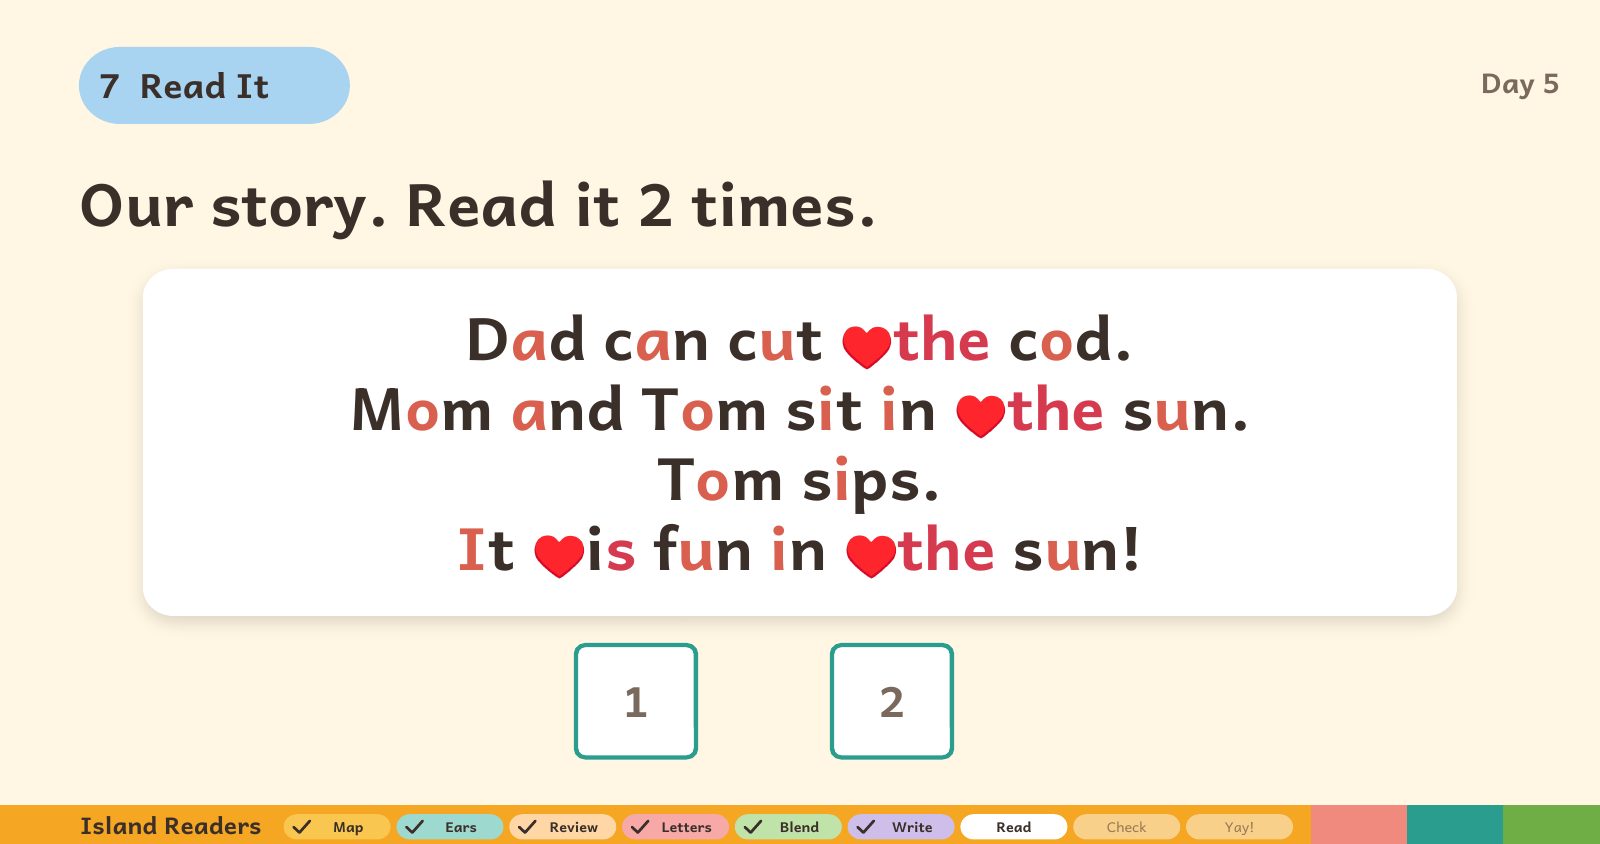 7 Read It
Day 5
Our story. Read it 2 times.
Dad can cut the cod.
Mom and Tom sit in the sun.
Tom sips.
It is fun in the sun!
1
2
Island Readers
Map
Ears
Review
Letters
Blend
Write
Read
Check
Yay!